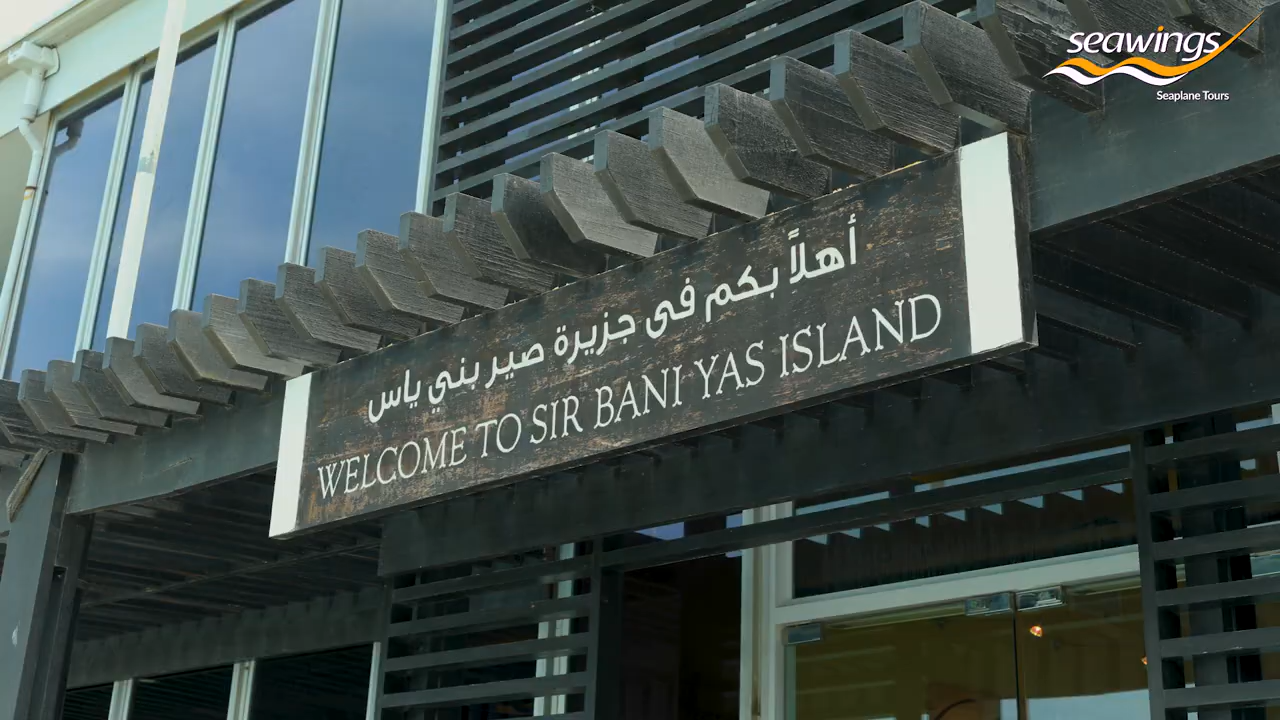 seawings
Seaplane Tours
أهلاً بكم فى جزيرة صير بني ياس
WELCOME TO SIR BANI YAS ISLAND